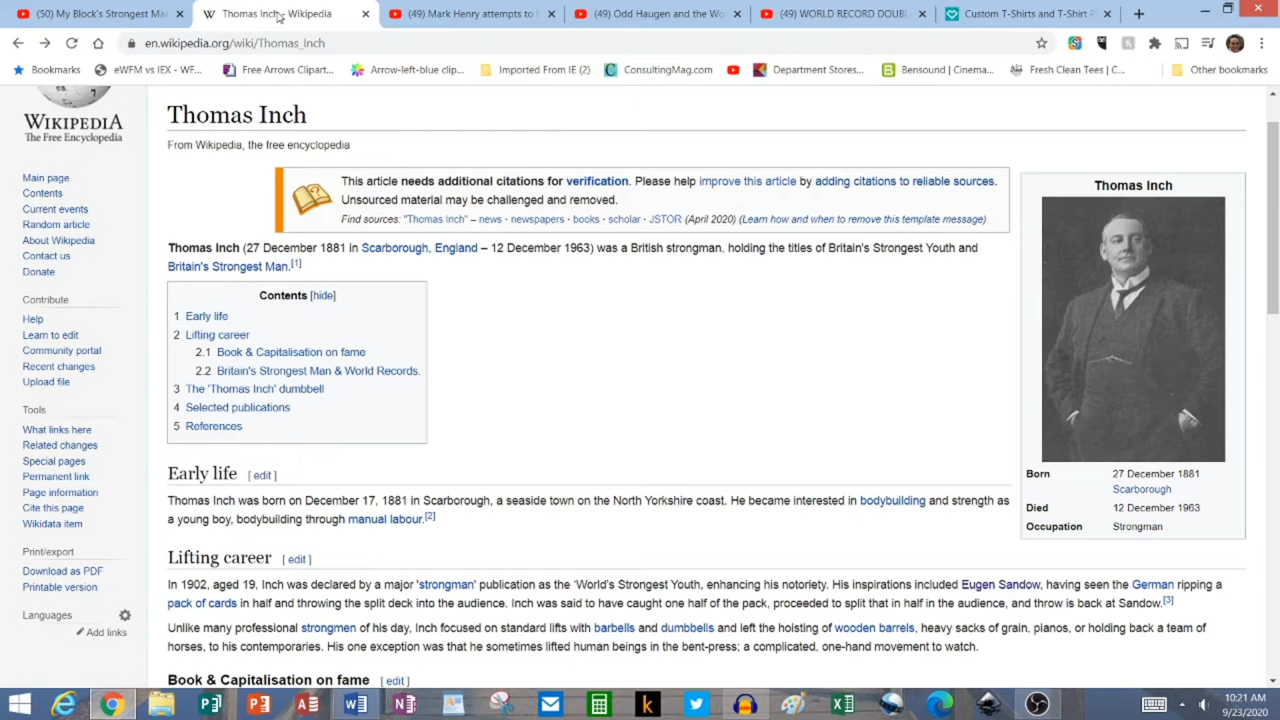 (50) My Block's Strongest Mar
Thomas Inch - Wikipedia
(49) Mark Henry attempts to l
(49) Odd Haugen and the Wo
(49) WORLD RECORD DOUBL
Custom T-Shirts and T-Shirt P
en.wikipedia.org/wiki/Thomas_Inch
Bookmarks
eWFM vs IEX - WF...
Free Arrows Clipart...
Arrow-left-blue clip...
Imported From IE (2)
ConsultingMag.com
Department Stores...
Bensound | Cinema...
Fresh Clean Tees | C...
Other bookmarks
WIKIPEDIA
The Free Encyclopedia
Main page
Contents
Current events
Random article
About Wikipedia
Contact us
Donate
Contribute
Help
Learn to edit
Community portal
Recent changes
Upload file
Tools
What links here
Related changes
Special pages
Permanent link
Page information
Cite this page
Wikidata item
Print/export
Download as PDF
Printable version
Languages
Add links
Thomas Inch
From Wikipedia, the free encyclopedia
This article needs additional citations for verification. Please help improve this article by adding citations to reliable sources.
Unsourced material may be challenged and removed.
Find sources: "Thomas Inch" – news · newspapers · books · scholar · JSTOR (April 2020) (Learn how and when to remove this template message)
Thomas Inch (27 December 1881 in Scarborough, England – 12 December 1963) was a British strongman, holding the titles of Britain's Strongest Youth and
Britain's Strongest Man.[1]
Contents [hide]
1 Early life
2 Lifting career
2.1 Book & Capitalisation on fame
2.2 Britain's Strongest Man & World Records.
3 The 'Thomas Inch' dumbbell
4 Selected publications
5 References
Early life [ edit ]
Thomas Inch was born on December 17, 1881 in Scarborough, a seaside town on the North Yorkshire coast. He became interested in bodybuilding and strength as
a young boy, bodybuilding through manual labour.[2]
Lifting career [ edit ]
In 1902, aged 19, Inch was declared by a major 'strongman' publication as the 'World's Strongest Youth, enhancing his notoriety. His inspirations included Eugen Sandow, having seen the German ripping a
pack of cards in half and throwing the split deck into the audience. Inch was said to have caught one half of the pack, proceeded to split that in half in the audience, and throw is back at Sandow.[3]
Unlike many professional strongmen of his day, Inch focused on standard lifts with barbells and dumbbells and left the hoisting of wooden barrels, heavy sacks of grain, pianos, or holding back a team of
horses, to his contemporaries. His one exception was that he sometimes lifted human beings in the bent-press; a complicated, one-hand movement to watch.
Book & Capitalisation on fame [ edit ]
Thomas Inch
Born 27 December 1881
Scarborough
Died 12 December 1963
Occupation Strongman
10:21 AM
9/23/2020